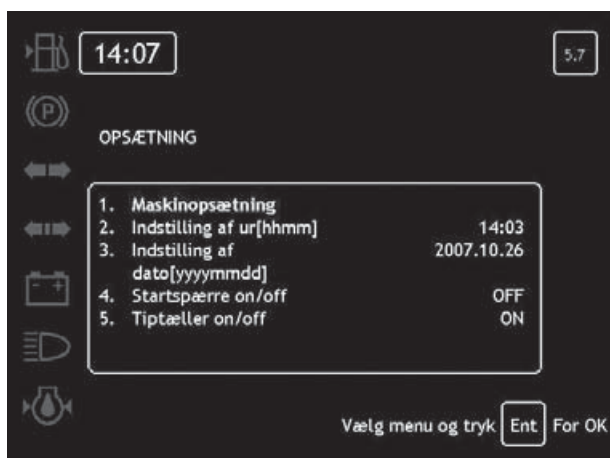 14:07
5.7
P
OPSÆTNING
1. Maskinopsætning
2. Indstilling af ur[hhmm] 14:03
3. Indstilling af 2007.10.26
dato[yyyymmdd]
4. Startspærre on/off OFF
5. Tiptæller on/off ON
Vælg menu og tryk Ent For OK